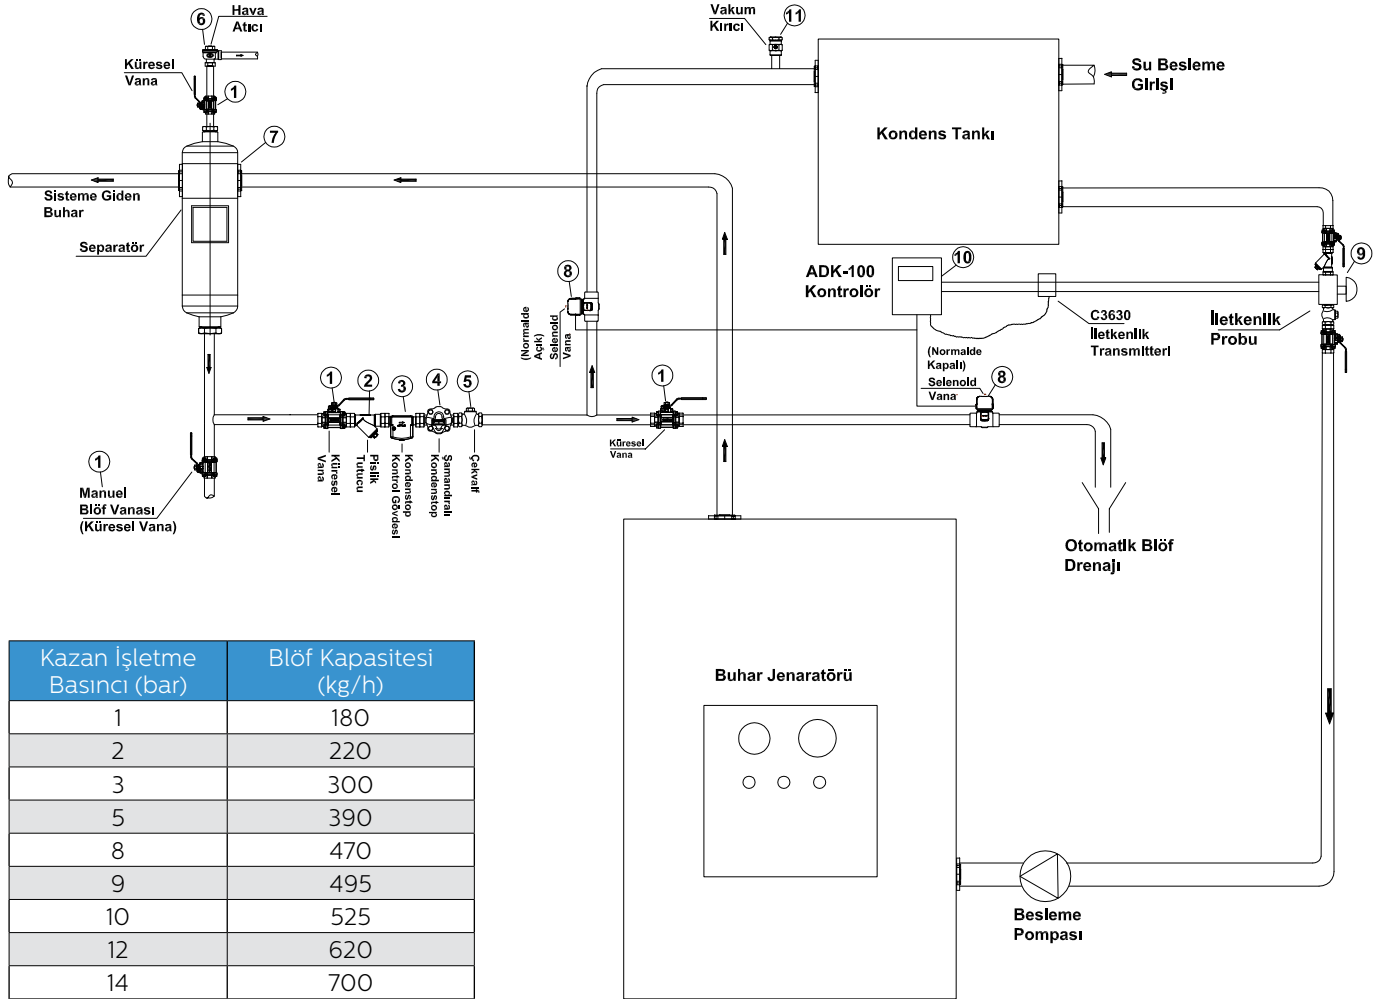 6
Hava
Atıcı
Küresel
Vana
1
7
Sisteme Giden
Buhar
Separatör
Vakum
Kırıcı
11
Su Besleme
Girişi
Kondens Tankı
8
(Normalde
Açık)
Selenoid
Vana
ADK-100
Kontrolör
10
9
C3630
İletkenlik
Transmitteri
İletkenlik
Probu
(Normalde
Kapalı)
Selenoid
Vana
8
1
Manuel
Blöf Vanası
(Küresel Vana)
1
2
3
4
5
Küresel
Vana
Pislik
Tutucu
Kondenstop
Kontrol Gövdesi
Şamandıralı
Kondenstop
Çekvalf
1
Küresel
Vana
Otomatik Blöf
Drenajı
Buhar Jenaratörü
Besleme
Pompası
Kazan İşletme
Basıncı (bar)
Blöf Kapasitesi
(kg/h)
1 180
2 220
3 300
5 390
8 470
9 495
10 525
12 620
14 700